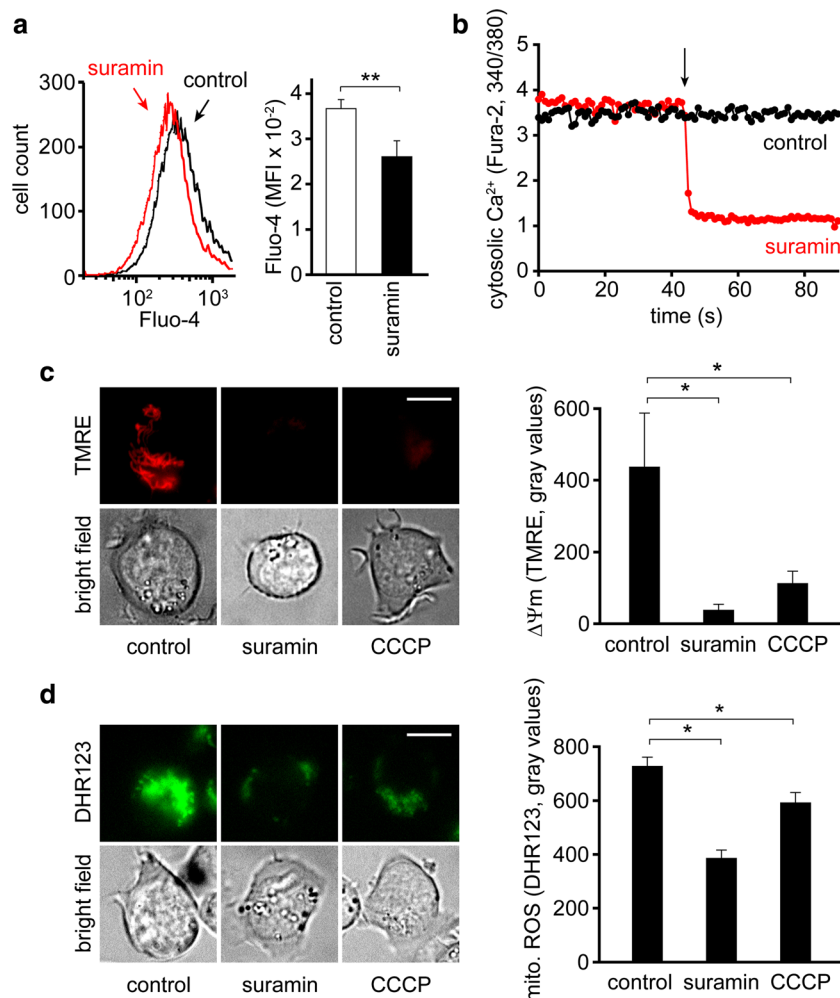 a
suramin
control
cell count
300
200
100
0
10²
10³
Fluo-4
**
Fluo-4 (MFI x 10⁻²)
4
2
0
control
suramin
b
cytosolic Ca²⁺ (Fura-2, 340/380)
5
4
3
2
1
0
control
suramin
0
20
40
60
80
time (s)
c
TMRE
bright field
control
suramin
CCCP
*
*
ΔΨm (TMRE, gray values)
600
400
200
0
control
suramin
CCCP
d
DHR123
bright field
control
suramin
CCCP
*
*
mito. ROS (DHR123, gray values)
800
600
400
200
0
control
suramin
CCCP